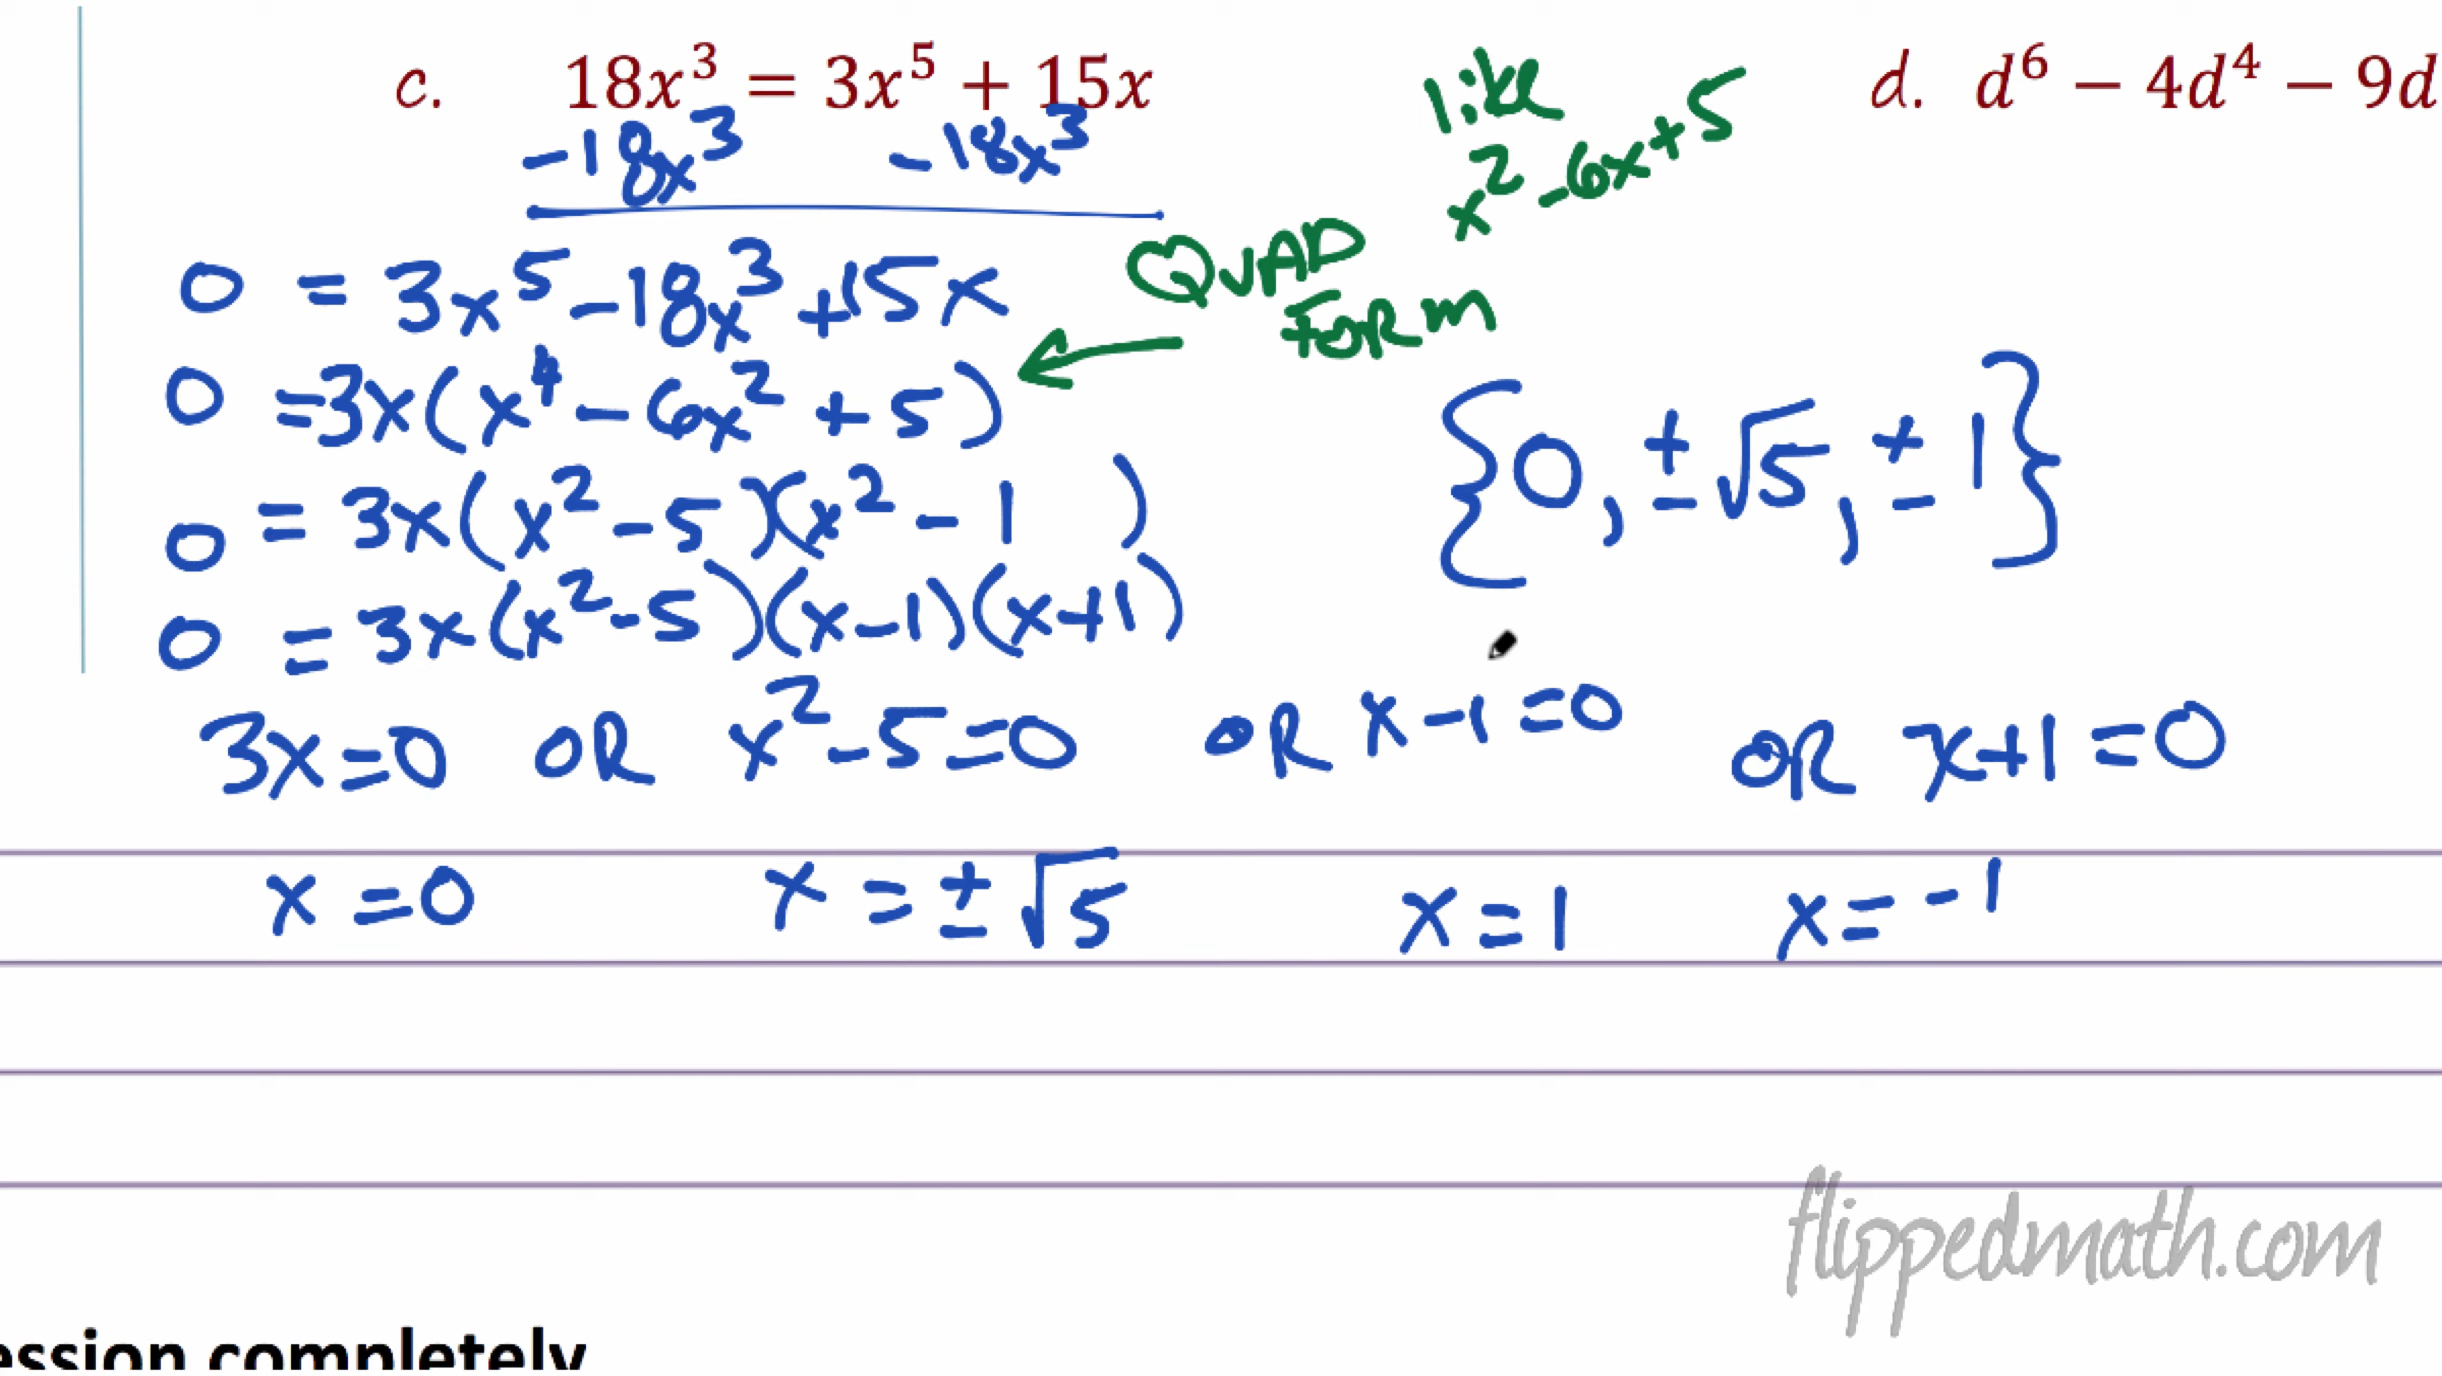 c. 18x³ = 3x⁵ + 15x
-18x³ -18x³
0 = 3x⁵ - 18x³ + 15x
0 = 3x(x⁴ - 6x² + 5)
0 = 3x(x² - 5)(x² - 1)
0 = 3x(x² - 5)(x - 1)(x + 1)
3x = 0 OR x² - 5 = 0 OR x - 1 = 0 OR x + 1 = 0
x = 0 x = ±√5 x = 1 x = -1
like
x² - 6x + 5
QUAD
FORM
{0, ±√5, ±1}
d. d⁶ - 4d⁴ - 9d
flippedmath.com
ession completely